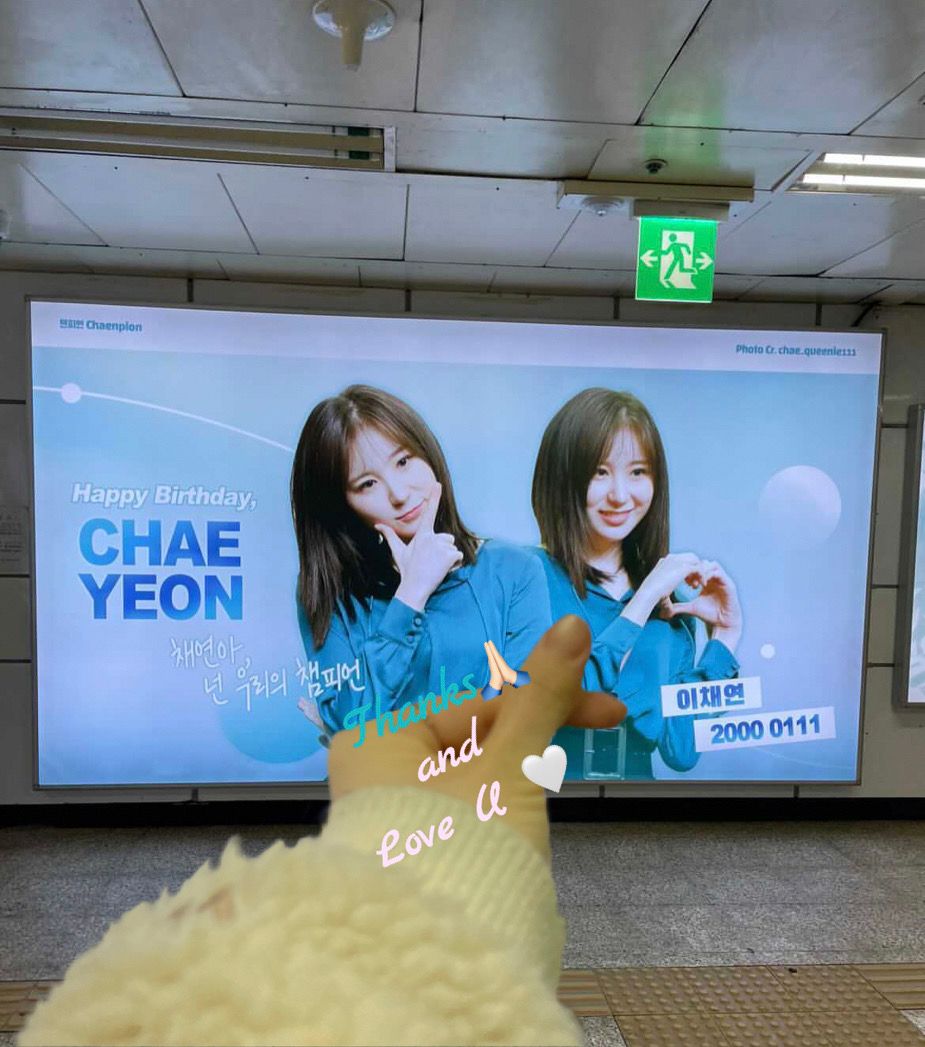 챈피언 Chaenpion
Photo Cr. chae_queenie111
Happy Birthday,
CHAE
YEON
채연아,
넌 우리의 챔피언
이채연
2000 0111
Thanks🙏🏻
and
Love U 🤍